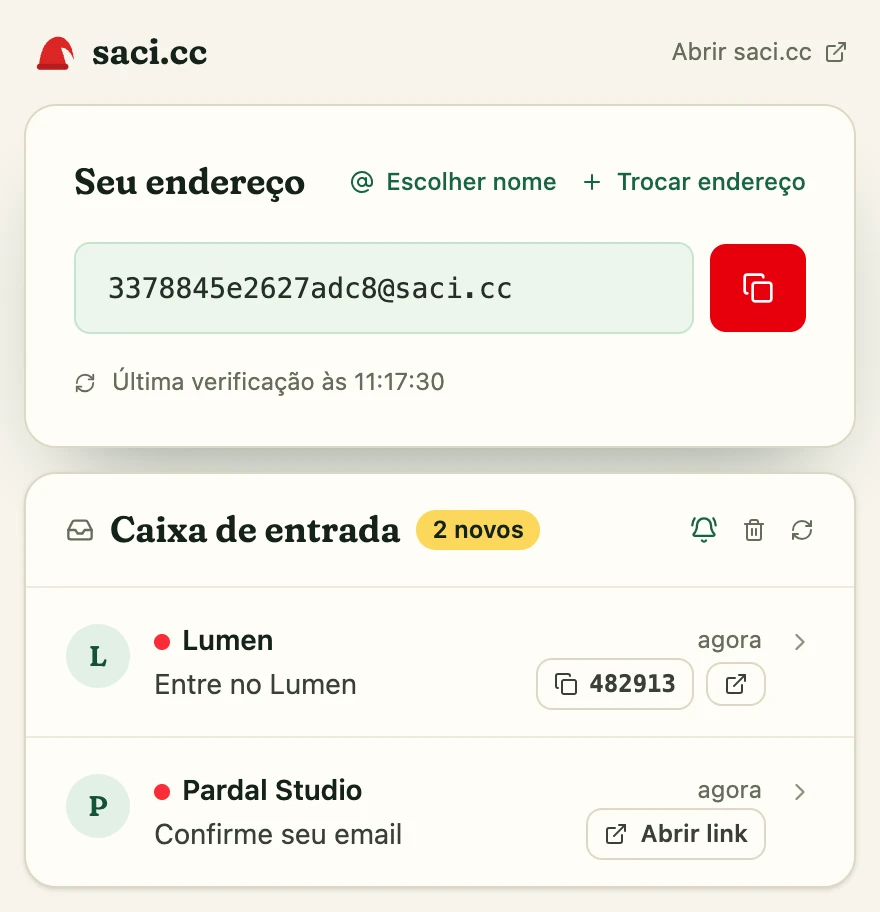 saci.cc
Abrir saci.cc
Seu endereço
@ Escolher nome
+ Trocar endereço
3378845e2627adc8@saci.cc
Última verificação às 11:17:30
Caixa de entrada
2 novos
L
Lumen
agora
Entre no Lumen
482913
P
Pardal Studio
agora
Confirme seu email
Abrir link